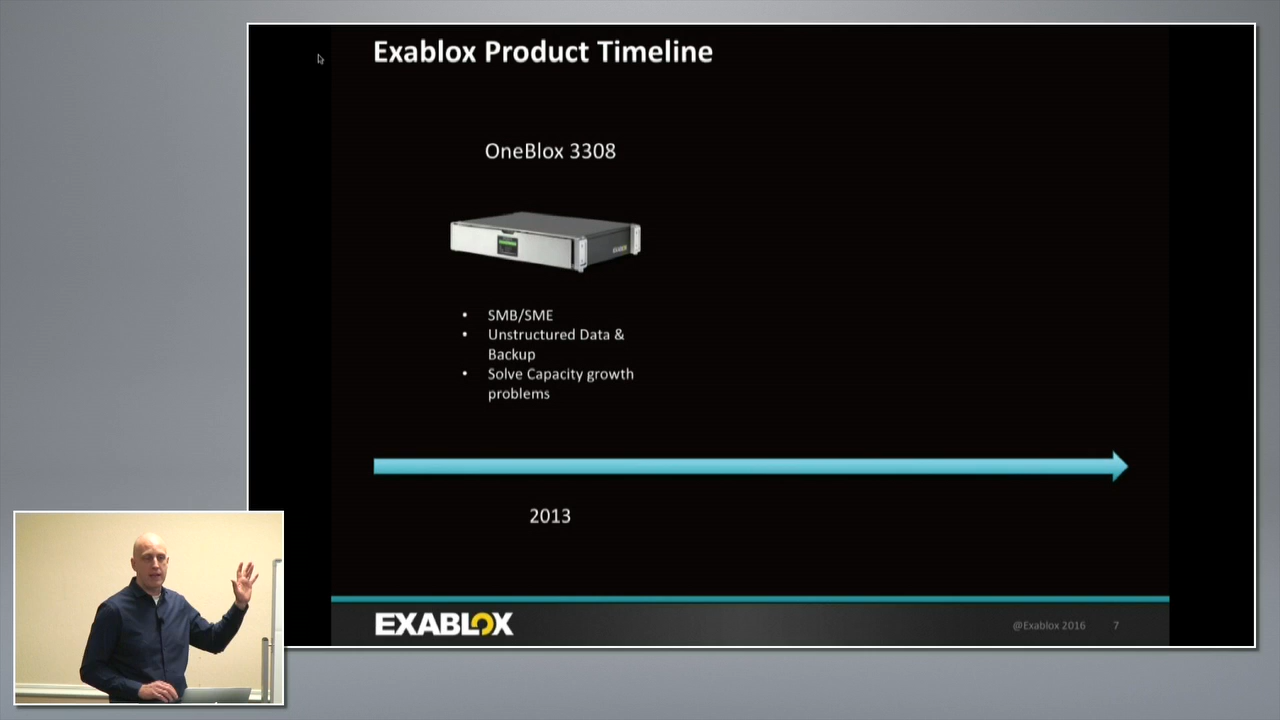 Exablox Product Timeline
OneBlox 3308
• SMB/SME
• Unstructured Data &
Backup
• Solve Capacity growth
problems
2013
EXABLOX
@Exablox 2016 7